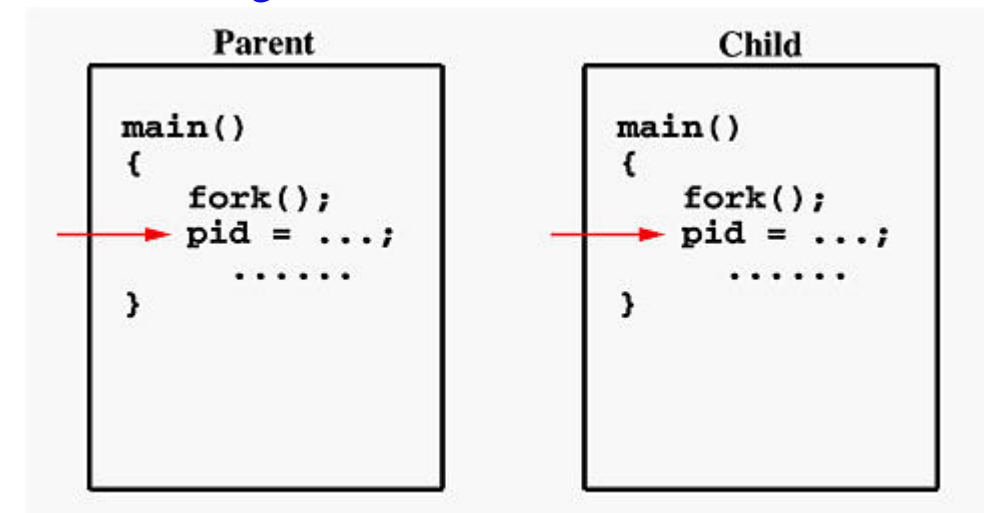 Parent
main()
{
fork();
pid = ...;
......
}
Child
main()
{
fork();
pid = ...;
......
}